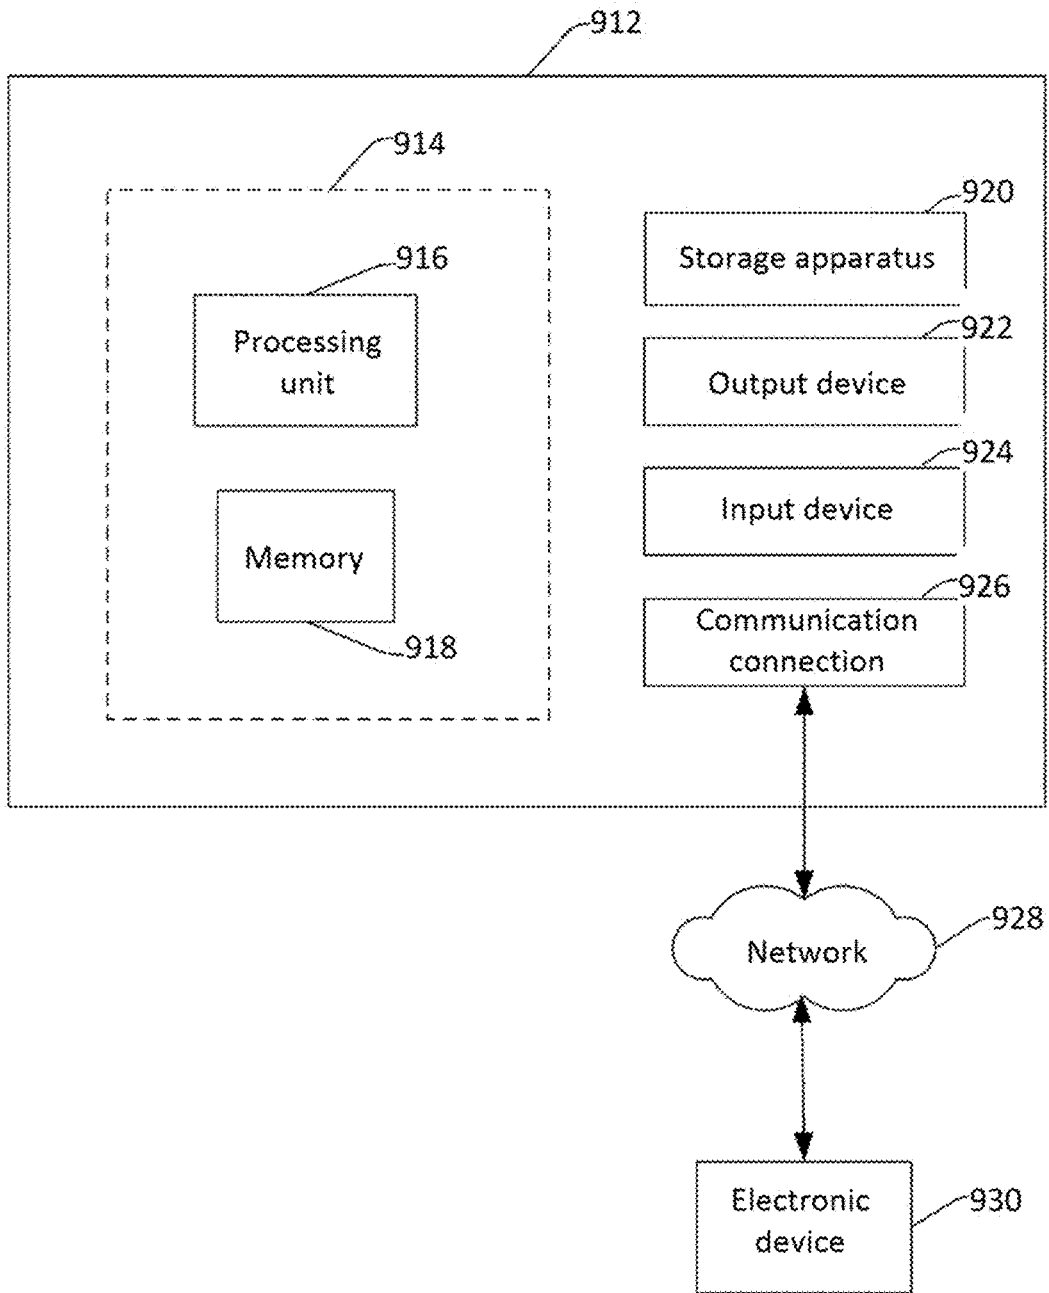 912
914
920
916
Storage apparatus
Processing
unit
922
Output device
924
Input device
Memory
926
Communication
connection
918
928
Network
Electronic
device
930